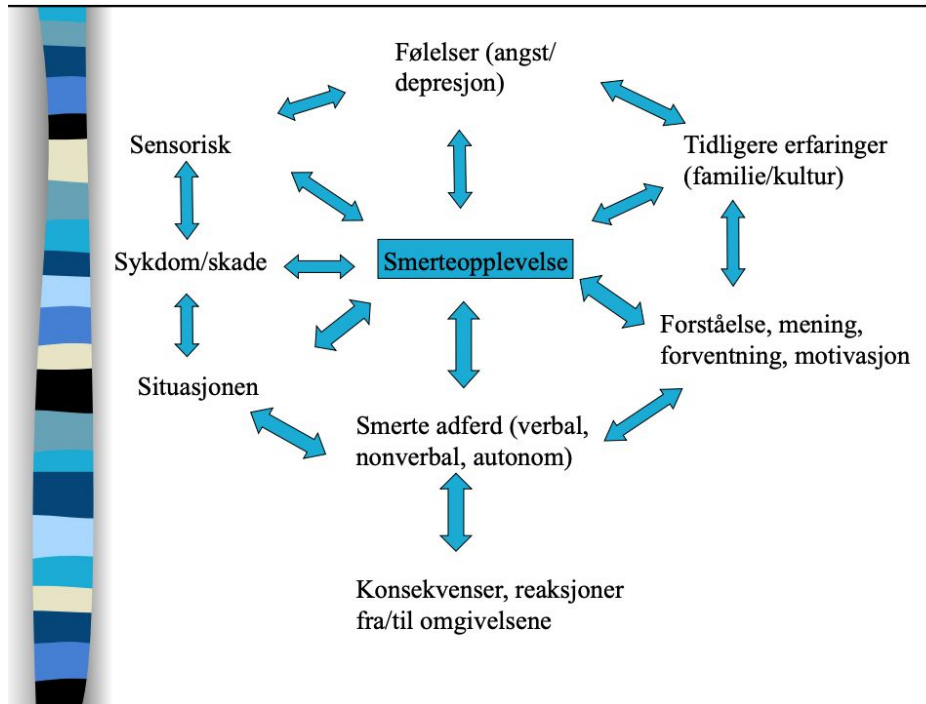 Følelser (angst/
depresjon)
Sensorisk
Tidligere erfaringer
(familie/kultur)
Sykdom/skade
Smerteopplevelse
Forståelse, mening,
forventning, motivasjon
Situasjonen
Smerte adferd (verbal,
nonverbal, autonom)
Konsekvenser, reaksjoner
fra/til omgivelsene